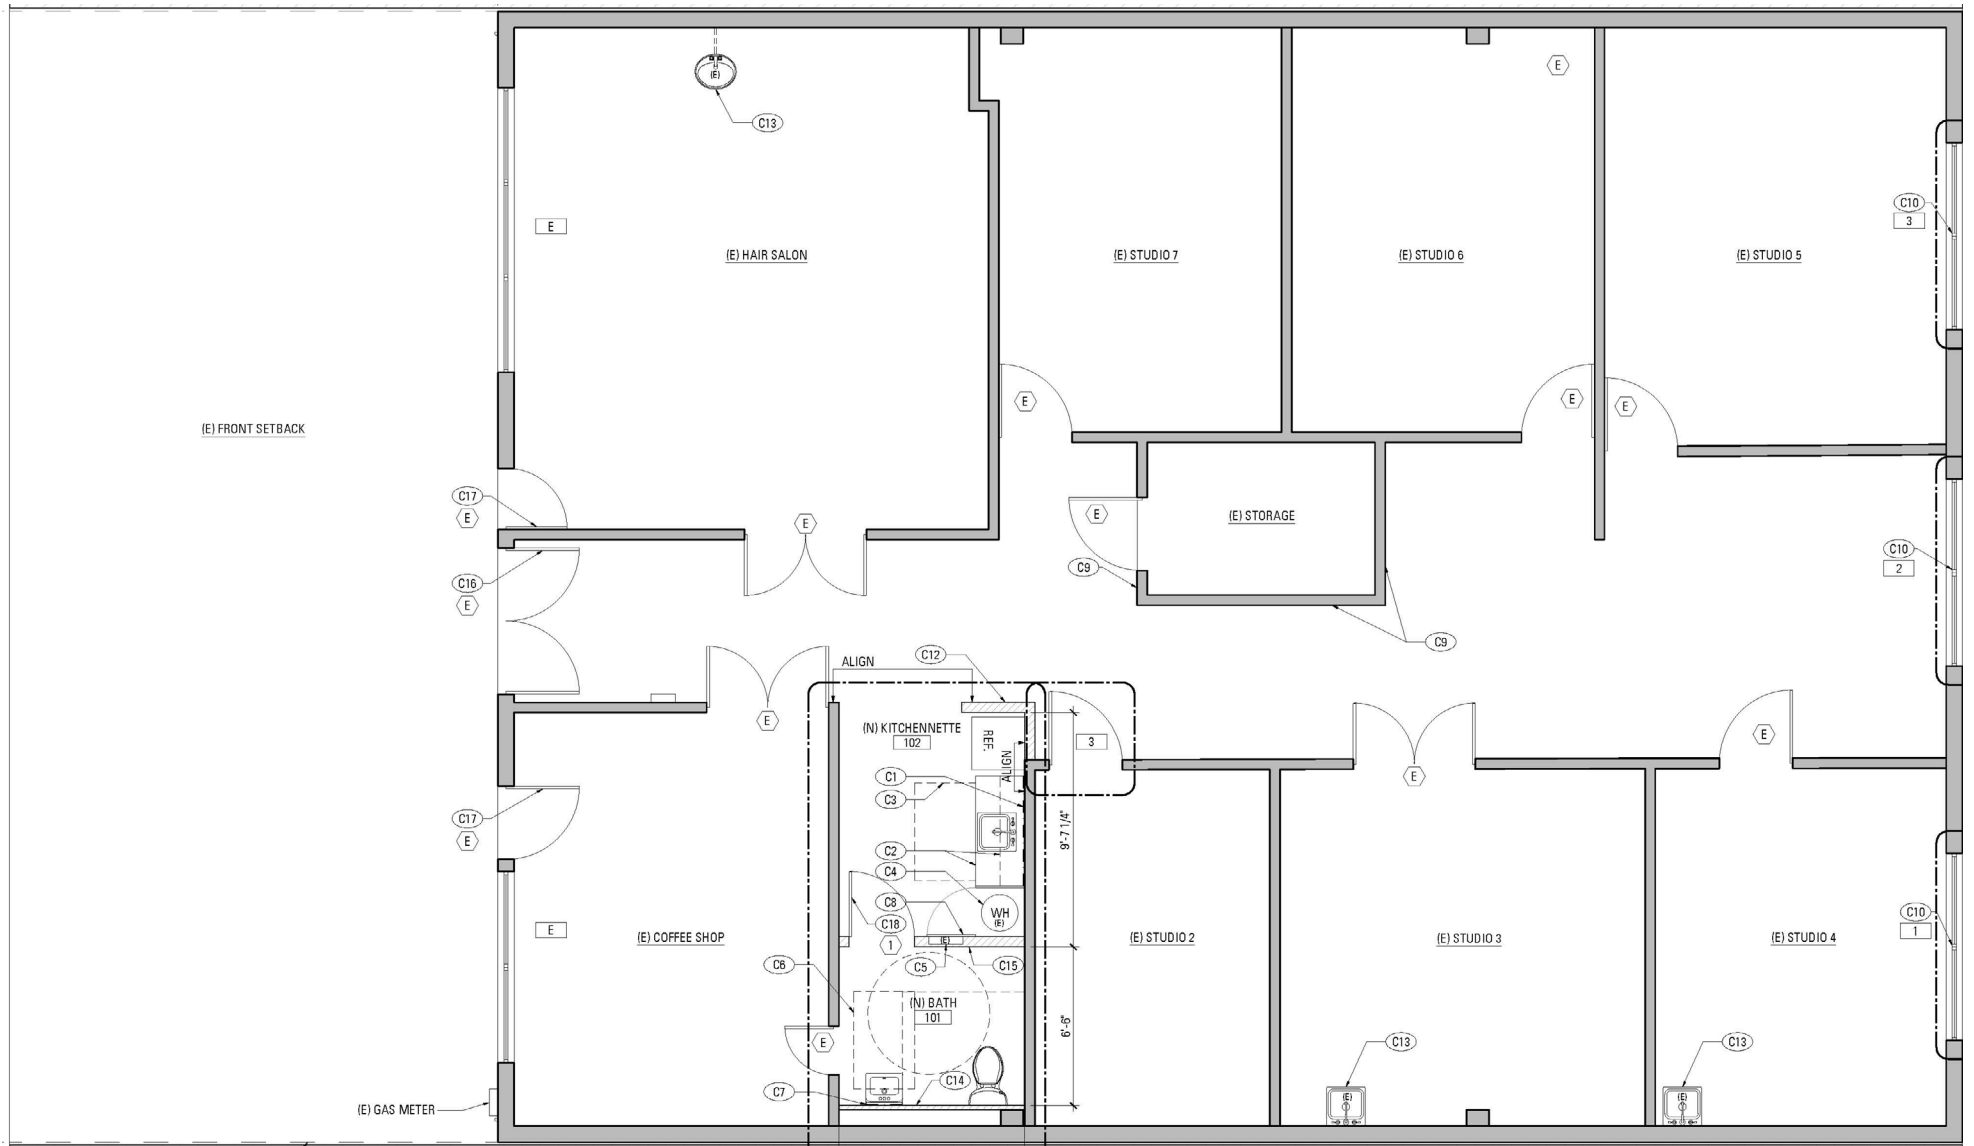 (E)
C13
E
E
(E) HAIR SALON
(E) STUDIO 7
(E) STUDIO 6
(E) STUDIO 5
C10
3
(E) FRONT SETBACK
E
E
E
C17
E
E
E
(E) STORAGE
C16
E
C9
C10
2
C9
ALIGN
C12
E
(N) KITCHENNETTE
102
REF.
ALIGN
3
E
E
C1
C3
C17
E
C2
C4
9'-7 1/4"
C8
WH
(E)
C18
E
(E) COFFEE SHOP
1
(E)
C5
C15
C6
(E) STUDIO 2
(E) STUDIO 3
(E) STUDIO 4
C10
1
(N) BATH
101
6'-6"
E
C13
C13
C14
C7
(E)
(E)
(E) GAS METER